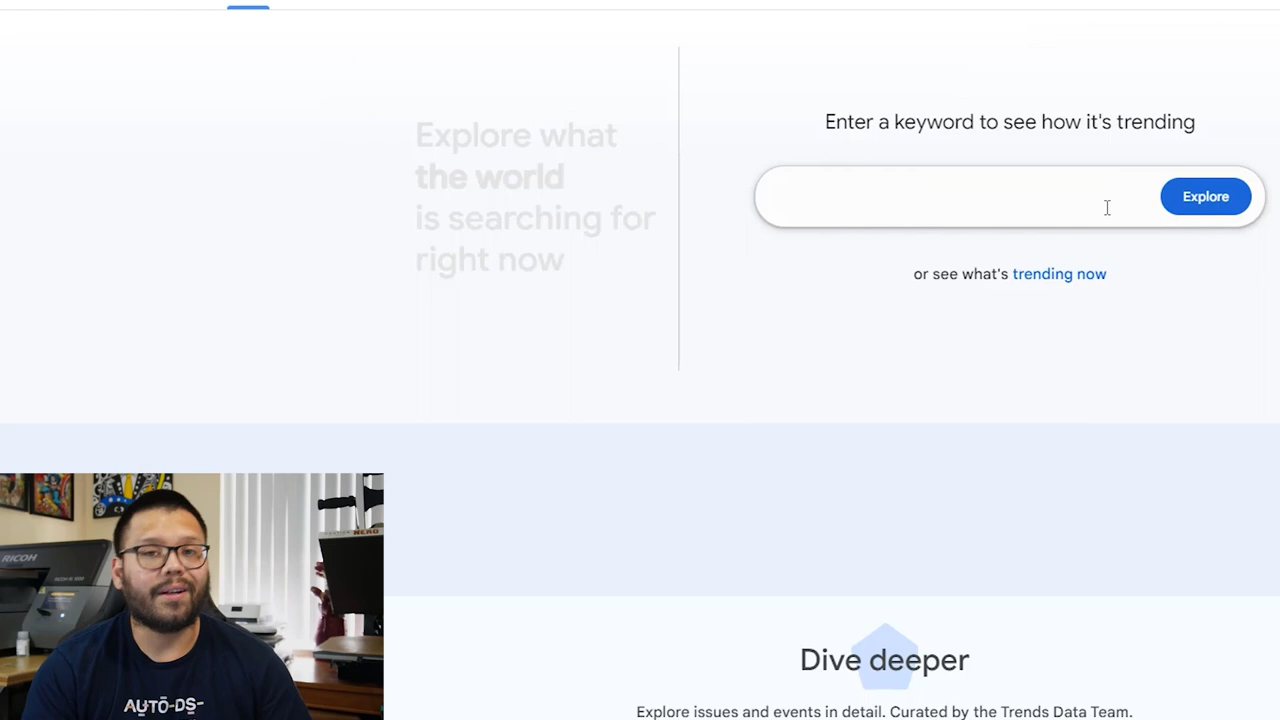 Explore what
the world
is searching for
right now
Enter a keyword to see how it's trending
Explore
or see what's trending now
Dive deeper
Explore issues and events in detail. Curated by the Trends Data Team.
RICOH
AUTO-DS-